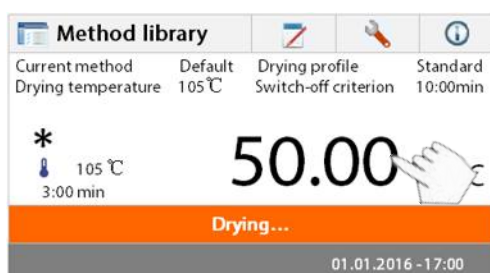 Method library
Current method Default Drying profile Standard
Drying temperature 105℃ Switch-off criterion 10:00min
*
105 ℃
50.00
3:00 min
Drying...
01.01.2016 - 17:00